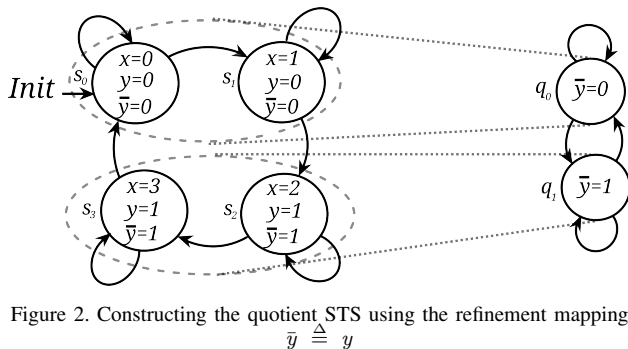 x=0
y=0
ȳ=0
s₀
Init
x=1
y=0
ȳ=0
s₁
x=3
y=1
ȳ=1
s₃
x=2
y=1
ȳ=1
s₂
q₀
ȳ=0
q₁
ȳ=1
Figure 2. Constructing the quotient STS using the refinement mapping
ȳ ≜ y